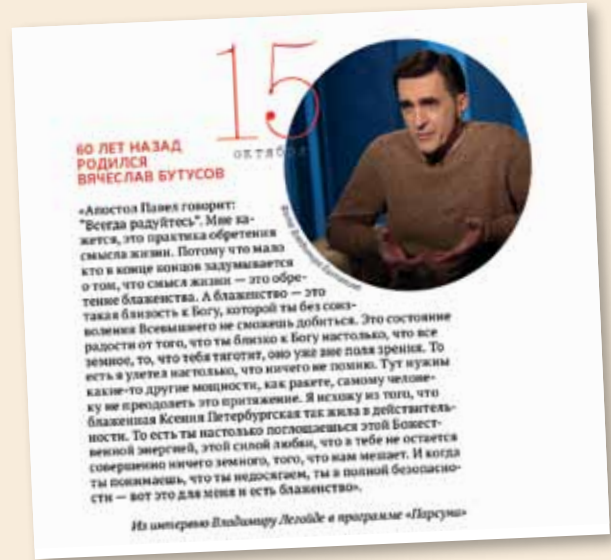 15
октября
60 ЛЕТ НАЗАД
РОДИЛСЯ
ВЯЧЕСЛАВ БУТУСОВ
«Апостол Павел говорит:
"Всегда радуйтесь". Мне ка-
жется, это практика обретения
смысла жизни. Потому что мало
кто в конце концов задумывается
о том, что смысл жизни — это обре-
тение блаженства. А блаженство — это
такая близость к Богу, которой ты без соиз-
воления Всевышнего не сможешь добиться. Это состояние
радости от того, что ты близко к Богу настолько, что все
земное, то, что тебя тяготит, оно уже вне поля зрения. То
есть я улетел настолько, что ничего не помню. Тут нужны
какие-то другие мощности, как ракете, самому челове-
ку не преодолеть это притяжение. Я исхожу из того, что
блаженная Ксения Петербургская так жила в действитель-
ности. То есть ты настолько поглощаешься этой Божест-
венной энергией, этой силой любви, что в тебе не остается
совершенно ничего земного, того, что нам мешает. И когда
ты понимаешь, что ты недосягаем, ты в полной безопасно-
сти — вот это для меня и есть блаженство».
Из интервью Владимиру Легойде в программе «Парсуна»